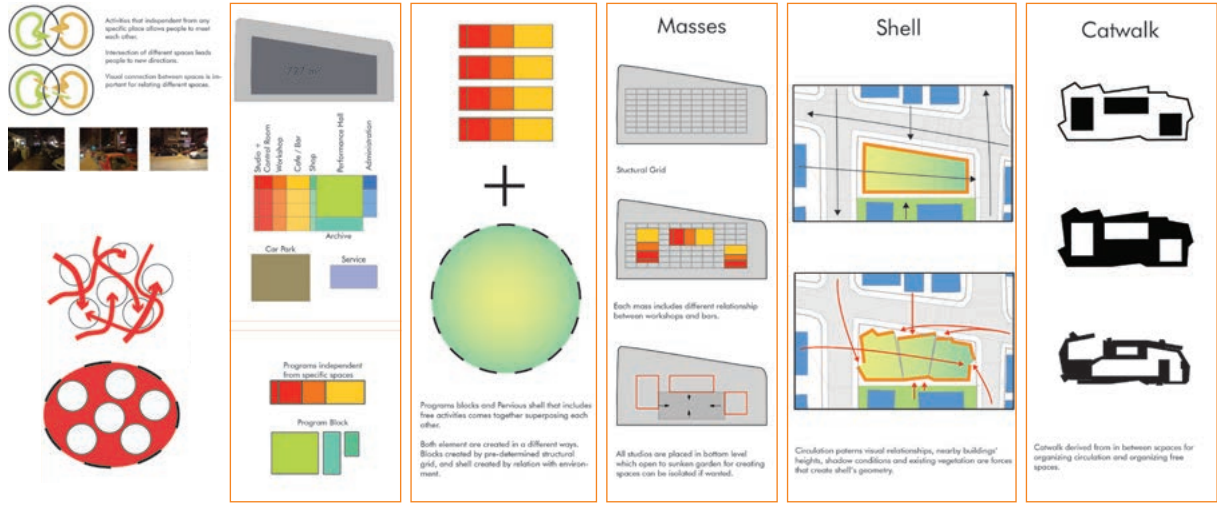 Activities that independent from any
specific place allows people to meet
each other.
Intersection of different spaces leads
people to new directions.
Visual connection between spaces is im-
portant for relating different spaces.
Studio +
Control Room
Workshop
Cafe / Bar
Shop
Performance Hall
Administration
Archive
Car Park
Service
Programs independent
from specific spaces
Program Block
Programs blocks and Pervious shell that includes
free activities comes together superposing each
other.
Both element are created in a different ways.
Blocks created by pre-determined structural
grid, and shell created by relation with environ-
ment.
Masses
Stuctural Grid
Each mass includes different relationship
between workshops and bars.
All studios are placed in bottom level
which open to sunken garden for creating
spaces can be isolated if wanted.
Shell
Circulation paterns visual relationships, nearby buildings'
heights, shadow conditions and existing vegetation are forces
that create shell's geometry.
Catwalk
Catwalk derived from in between scpaces for
organizing circulation and organizing free
spaces.